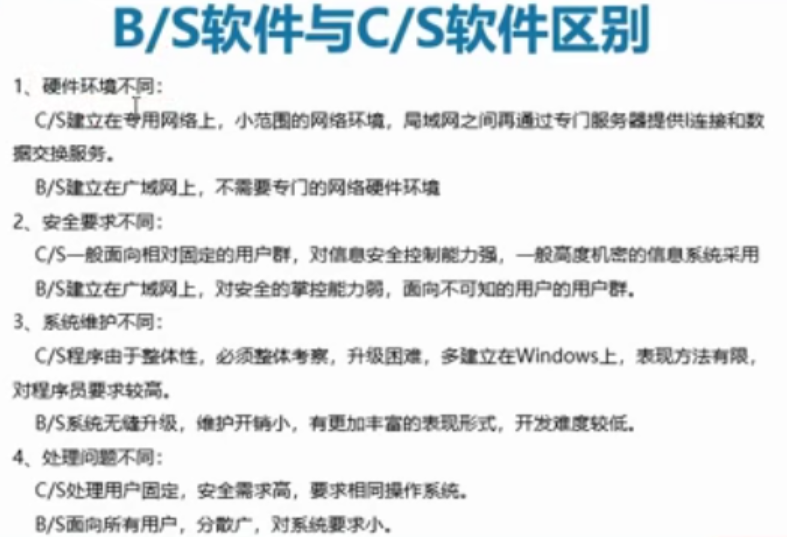 B/S软件与C/S软件区别
1、硬件环境不同：
C/S建立在专用网络上，小范围的网络环境，局域网之间再通过专门服务器提供l连接和数
据交换服务。
B/S建立在广域网上，不需要专门的网络硬件环境
2、安全要求不同：
C/S一般面向相对固定的用户群，对信息安全控制能力强，一般高度机密的信息系统采用
B/S建立在广域网上，对安全的掌控能力弱，面向不可知的用户的用户群。
3、系统维护不同：
C/S程序由于整体性，必须整体考察，升级困难，多建立在Windows上，表现方法有限，
对程序员要求较高。
B/S系统无缝升级，维护开销小，有更加丰富的表现形式，开发难度较低。
4、处理问题不同：
C/S处理用户固定，安全需求高，要求相同操作系统。
B/S面向所有用户，分散广，对系统要求小。